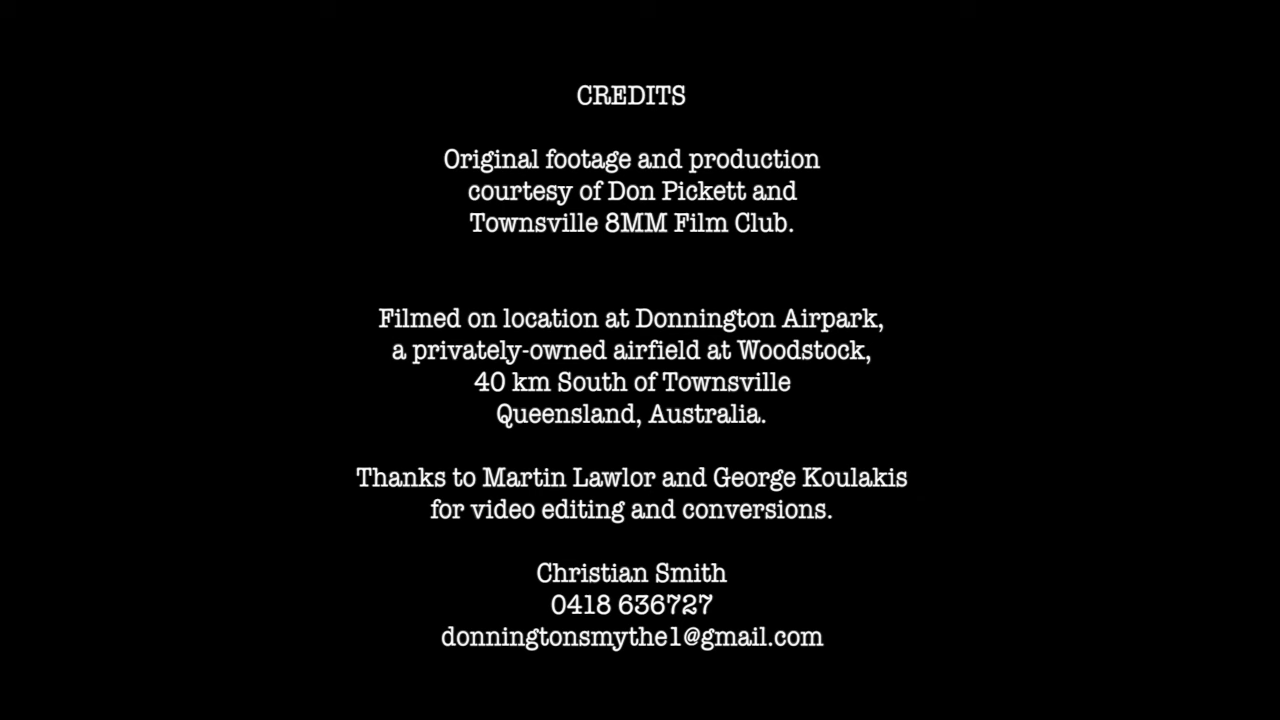 CREDITS
Original footage and production
courtesy of Don Pickett and
Townsville 8MM Film Club.
Filmed on location at Donnington Airpark,
a privately-owned airfield at Woodstock,
40 km South of Townsville
Queensland, Australia.
Thanks to Martin Lawlor and George Koulakis
for video editing and conversions.
Christian Smith
0418 636727
donningtonsmythe1@gmail.com